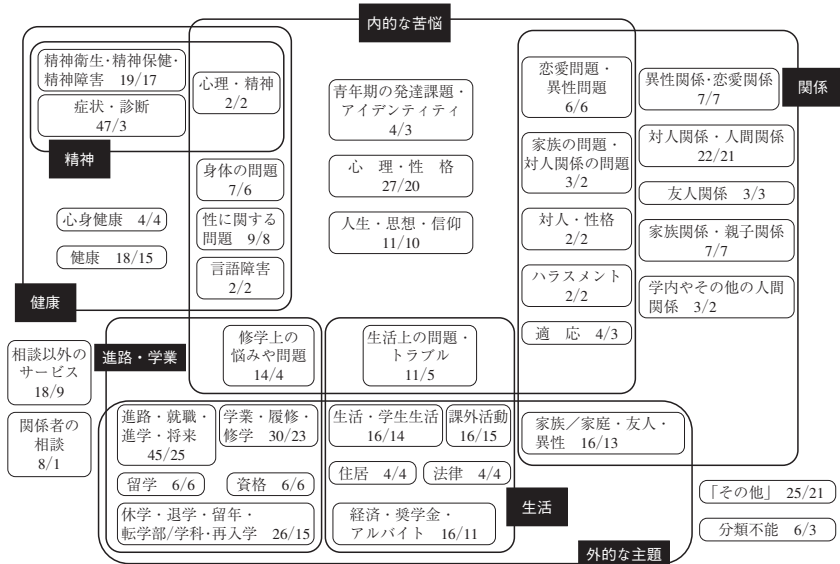 内的な苦悩
精神衛生・精神保健・
精神障害 19/17
症状・診断
47/3
精神
心理・精神
2/2
身体の問題
7/6
性に関する
問題 9/8
言語障害
2/2
心身健康 4/4
健康 18/15
健康
青年期の発達課題・
アイデンティティ
4/3
心 理・性 格
27/20
人生・思想・信仰
11/10
恋愛問題・
異性問題
6/6
家族の問題・
対人関係の問題
3/2
対人・性格
2/2
ハラスメント
2/2
適 応 4/3
関係
異性関係・恋愛関係
7/7
対人関係・人間関係
22/21
友人関係 3/3
家族関係・親子関係
7/7
学内やその他の人間
関係 3/2
相談以外の
サービス
18/9
関係者の
相談
8/1
進路・学業
修学上の
悩みや問題
14/4
生活上の問題・
トラブル
11/5
進路・就職・
進学・将来
45/25
学業・履修・
修学 30/23
留学 6/6
資格 6/6
休学・退学・留年・
転学部/学科・再入学 26/15
生活・学生生活
16/14
課外活動
16/15
住居 4/4
法律 4/4
経済・奨学金・
アルバイト 16/11
生活
家族／家庭・友人・
異性 16/13
外的な主題
「その他」 25/21
分類不能 6/3